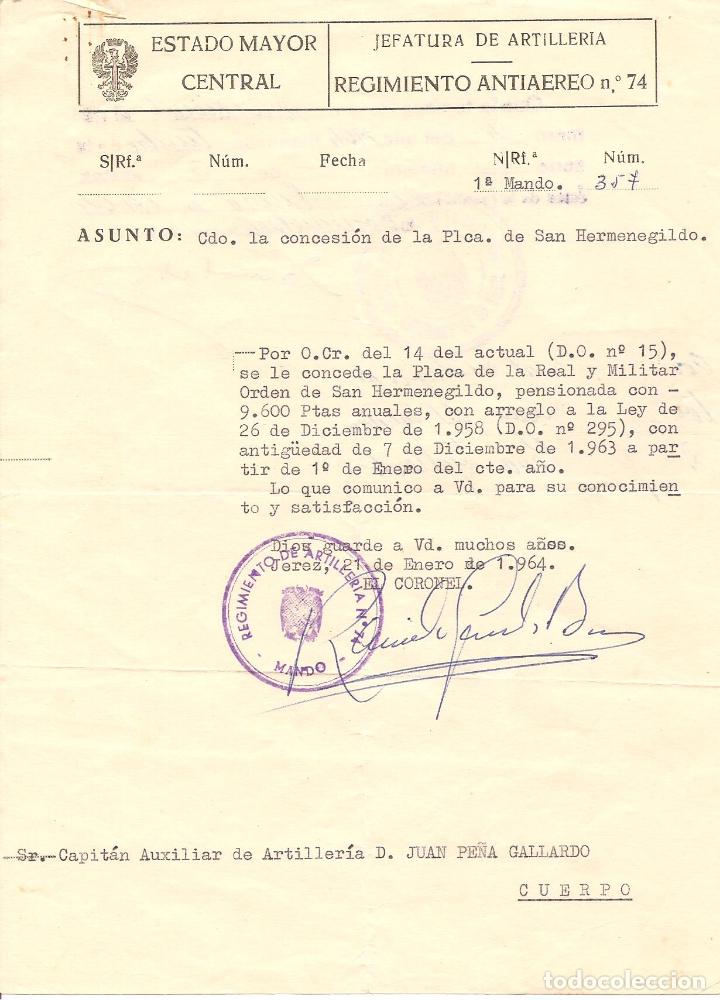 ESTADO MAYOR
CENTRAL
JEFATURA DE ARTILLERIA
REGIMIENTO ANTIAEREO n,º 74
S|Rf.ª Núm. Fecha N|Rf.ª Núm.
1ª Mando. 357
ASUNTO: Cdo. la concesión de la Plca. de San Hermenegildo.
Por O.Cr. del 14 del actual (D.O. nº 15),
se le concede la Placa de la Real y Militar
Orden de San Hermenegildo, pensionada con -
9.600 Ptas anuales, con arreglo a la Ley de
26 de Diciembre de 1.958 (D.O. nº 295), con
antigüedad de 7 de Diciembre de 1.963 a par
tir de 1º de Enero del cte. año.
Lo que comunico a Vd. para su conocimien
to y satisfacción.
Dios guarde a Vd. muchos años.
Jerez, 21 de Enero de 1.964.
EL CORONEL.
REGIMIENTO DE ARTILLERIA N.º 74
- MANDO -
Sr. Capitán Auxiliar de Artillería D. JUAN PEÑA GALLARDO
CUERPO
todocoleccion